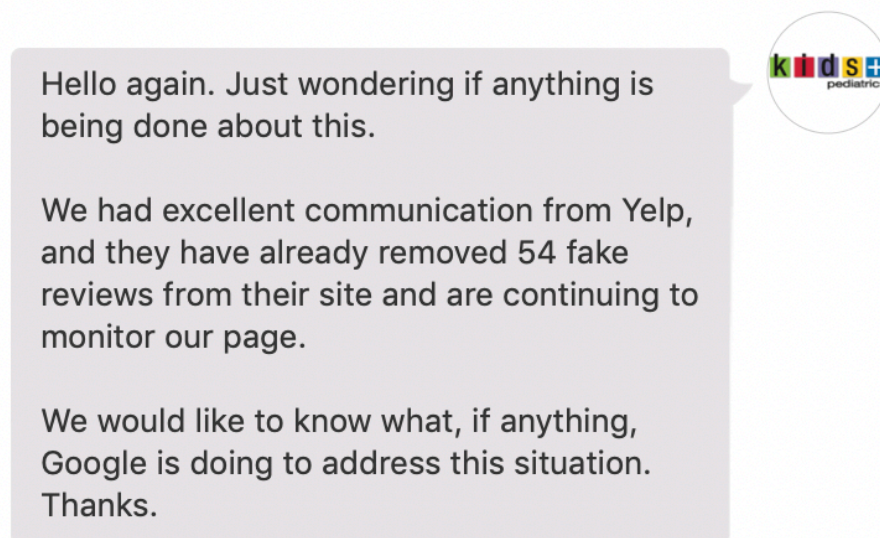 Hello again. Just wondering if anything is
being done about this.
We had excellent communication from Yelp,
and they have already removed 54 fake
reviews from their site and are continuing to
monitor our page.
We would like to know what, if anything,
Google is doing to address this situation.
Thanks.
kids+
pediatric